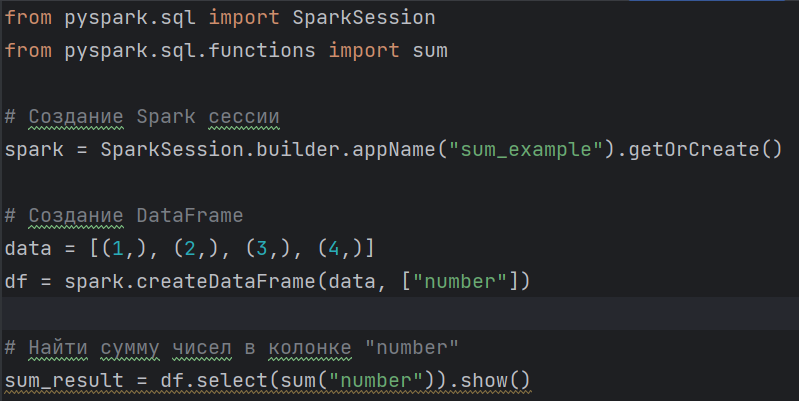 from pyspark.sql import SparkSession
from pyspark.sql.functions import sum
# Создание Spark сессии
spark = SparkSession.builder.appName("sum_example").getOrCreate()
# Создание DataFrame
data = [(1,), (2,), (3,), (4,)]
df = spark.createDataFrame(data, ["number"])
# Найти сумму чисел в колонке "number"
sum_result = df.select(sum("number")).show()